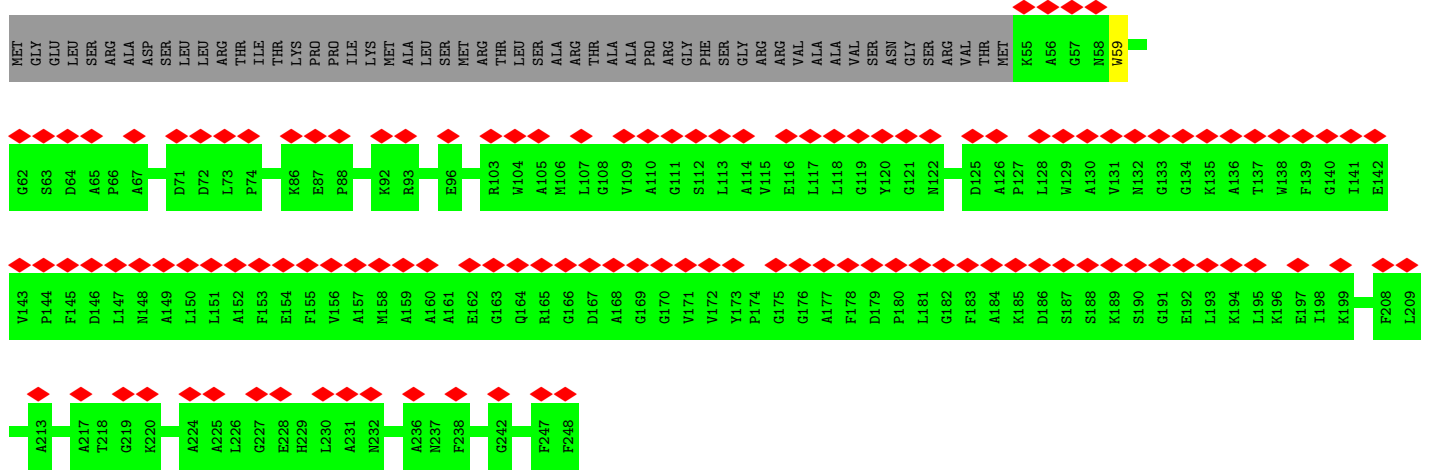 MET GLY GLU LEU SER ARG ALA ASP SER LEU LEU ARG THR ILE THR LYS PRO PRO ILE LYS MET ALA LEU SER MET ARG THR LEU SER ALA ARG THR ALA ALA PRO ARG GLY PHE SER GLY ARG ARG VAL ALA ALA VAL SER ASN GLY SER ARG VAL THR MET K55 A56 G57 N58 W59
G62 S63 D64 A65 P66 A67 D71 D72 L73 P74 K86 E87 P88 K92 R93 E96 R103 W104 A105 M106 L107 G108 V109 A110 G111 S112 L113 A114 V115 E116 L117 L118 G119 Y120 G121 N122 D125 A126 P127 L128 W129 A130 V131 N132 G133 G134 K135 A136 T137 W138 F139 G140 I141 E142
V143 P144 F145 D146 L147 N148 A149 L150 L151 A152 F153 E154 F155 V156 A157 M158 A159 A160 A161 E162 G163 Q164 R165 G166 D167 A168 G169 G170 V171 V172 Y173 P174 G175 G176 A177 F178 D179 P180 L181 G182 F183 A184 K185 D186 S187 S188 K189 S190 G191 E192 L193 K194 L195 K196 E197 I198 K199 F208 L209
A213 A217 T218 G219 K220 A224 A225 L226 G227 E228 H229 L230 A231 N232 A236 N237 F238 G242 F247 F248